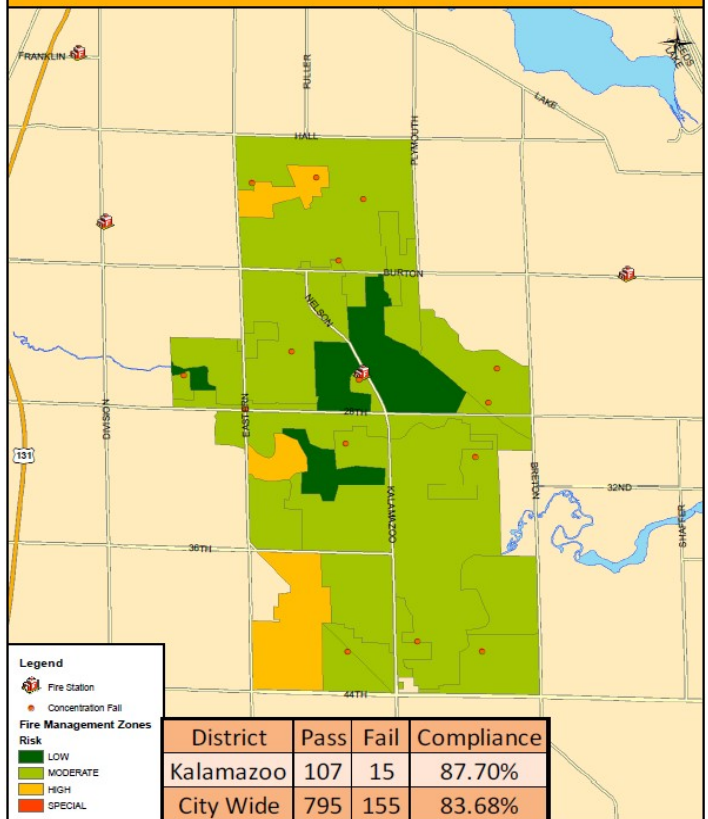 FRANKLIN
FULLER
PLYMOUTH
LAKE
HALL
BURTON
NELSON
DIVISION
EASTERN
28TH
131
KALAMAZOO
BRETON
32ND
SHAFFER
36TH
44TH
Legend
Fire Station
Concentration Fail
Fire Management Zones
Risk
LOW
MODERATE
HIGH
SPECIAL
District Pass Fail Compliance
Kalamazoo 107 15 87.70%
City Wide 795 155 83.68%